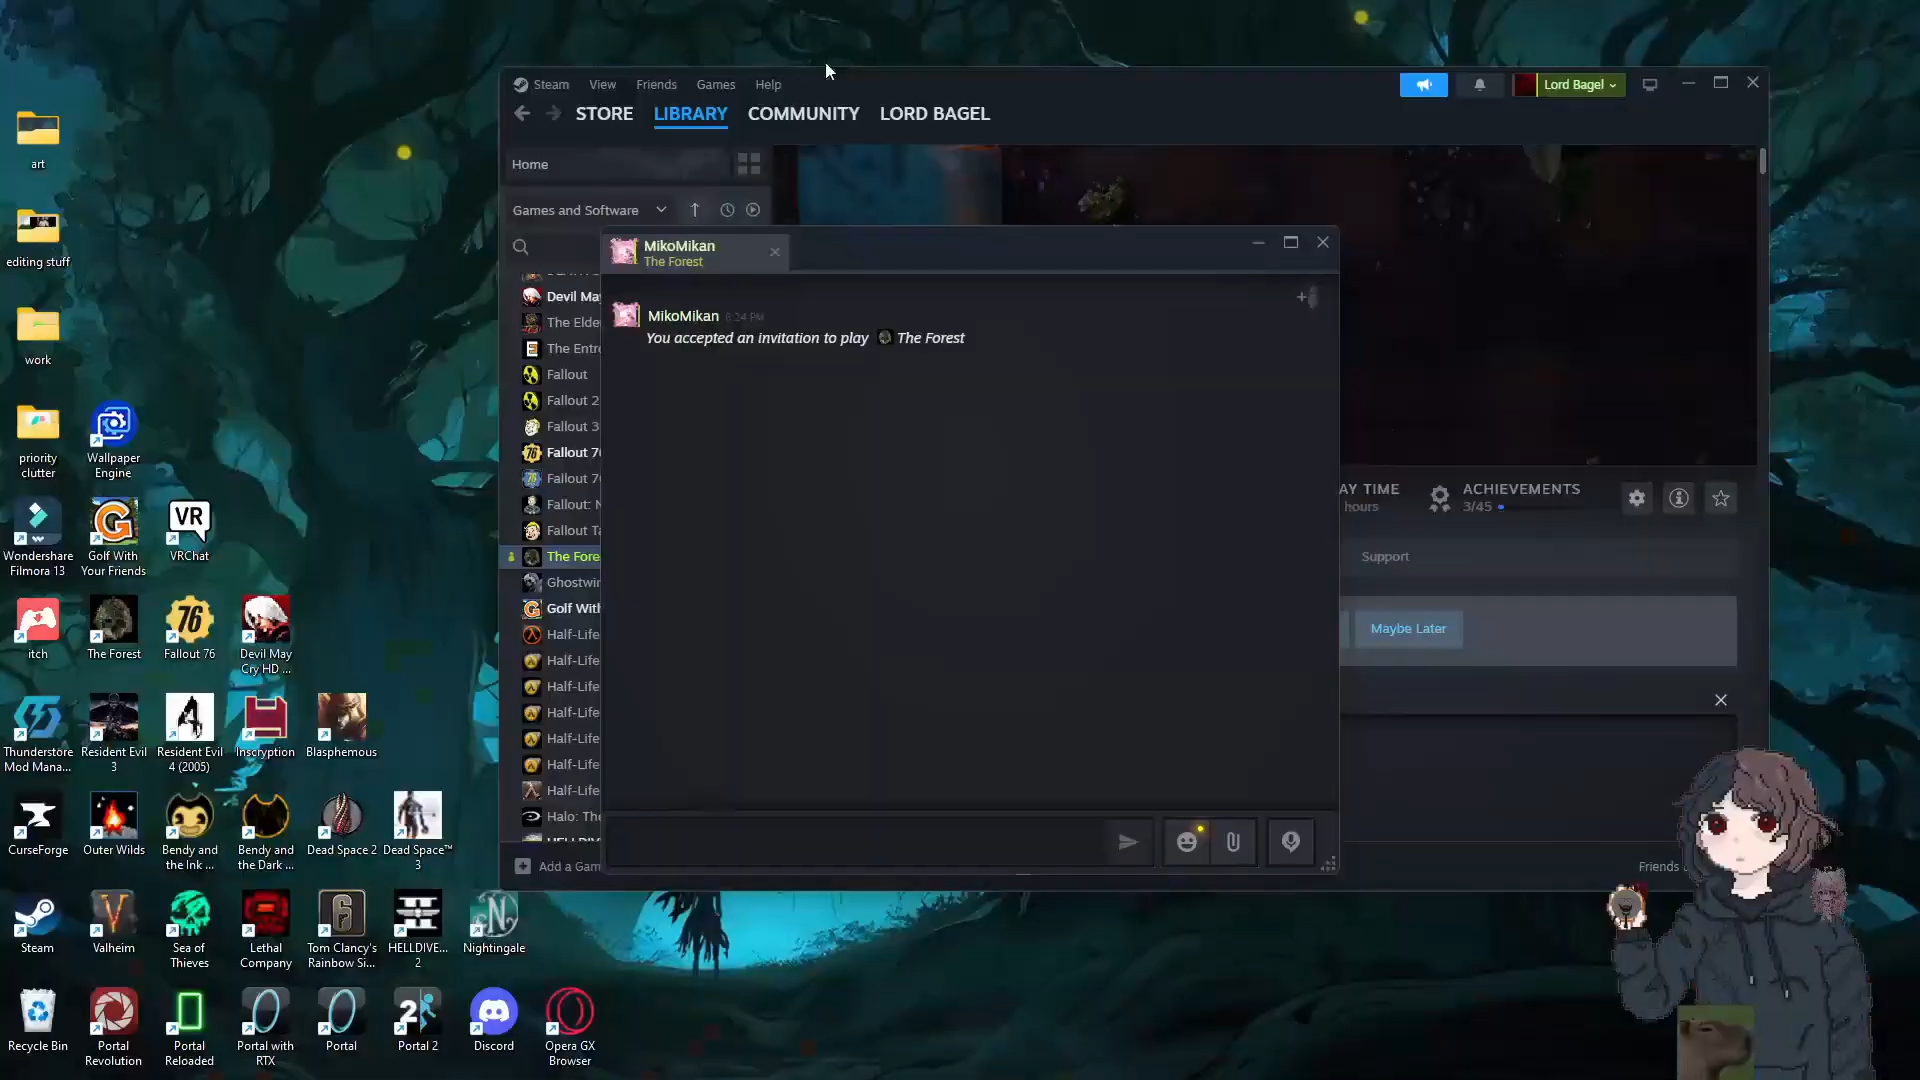 Steam View Friends Games Help
Lord Bagel
STORE LIBRARY COMMUNITY LORD BAGEL
Home
Games and Software
MikoMikan
The Forest
MikoMikan 8:24 PM
You accepted an invitation to play The Forest
Devil May
The Elde
The Entr
Fallout
Fallout 2
Fallout 3
Fallout 7
Fallout 7
Fallout: N
Fallout Ta
The Fore
Ghostwir
Golf With
Half-Life
Half-Life
Half-Life
Half-Life
Half-Life
Half-Life
Half-Life
Halo: The
HELLDIVE
Add a Gam
AY TIME
hours
ACHIEVEMENTS
3/45
Support
Maybe Later
Friends
art
editing stuff
work
priority clutter
Wallpaper Engine
Wondershare Filmora 13
Golf With Your Friends
VRChat
itch
The Forest
Fallout 76
Devil May Cry HD ...
Thunderstore Mod Mana...
Resident Evil 3
Resident Evil 4 (2005)
Inscryption
Blasphemous
CurseForge
Outer Wilds
Bendy and the Ink ...
Bendy and the Dark ...
Dead Space 2
Dead Space™ 3
Steam
Valheim
Sea of Thieves
Lethal Company
Tom Clancy's Rainbow Si...
HELLDIVE... 2
Nightingale
Recycle Bin
Portal Revolution
Portal Reloaded
Portal with RTX
Portal
Portal 2
Discord
Opera GX Browser